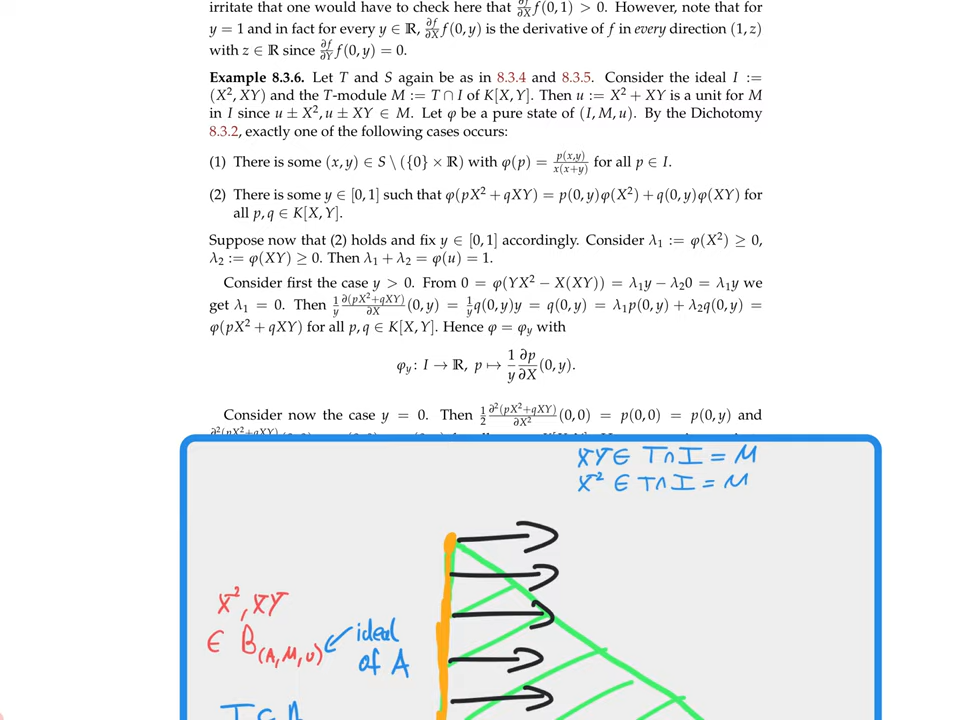 irritate that one would have to check here that ∂f/∂X f(0,1) > 0. However, note that for
y = 1 and in fact for every y ∈ ℝ, ∂f/∂X f(0,y) is the derivative of f in every direction (1,z)
with z ∈ ℝ since ∂f/∂Y f(0,y) = 0.
Example 8.3.6. Let T and S again be as in 8.3.4 and 8.3.5. Consider the ideal I :=
(X², XY) and the T-module M := T ∩ I of K[X,Y]. Then u := X² + XY is a unit for M
in I since u ± X², u ± XY ∈ M. Let φ be a pure state of (I, M, u). By the Dichotomy
8.3.2, exactly one of the following cases occurs:
(1) There is some (x,y) ∈ S \ ({0} × ℝ) with φ(p) = p(x,y)/x(x+y) for all p ∈ I.
(2) There is some y ∈ [0,1] such that φ(pX² + qXY) = p(0,y)φ(X²) + q(0,y)φ(XY) for
all p, q ∈ K[X,Y].
Suppose now that (2) holds and fix y ∈ [0,1] accordingly. Consider λ₁ := φ(X²) ≥ 0,
λ₂ := φ(XY) ≥ 0. Then λ₁ + λ₂ = φ(u) = 1.
Consider first the case y > 0. From 0 = φ(YX² − X(XY)) = λ₁y − λ₂0 = λ₁y we
get λ₁ = 0. Then 1/y ∂(pX²+qXY)/∂X (0,y) = 1/y q(0,y)y = q(0,y) = λ₁p(0,y) + λ₂q(0,y) =
φ(pX² + qXY) for all p, q ∈ K[X,Y]. Hence φ = φ_y with
φ_y : I → ℝ, p ↦ 1/y ∂p/∂X (0,y).
Consider now the case y = 0. Then 1/2 ∂²(pX²+qXY)/∂X² (0,0) = p(0,0) = p(0,y) and
XY ∈ T∩I = M
X² ∈ T∩I = M
X², XY
∈ B(A,M,u)
ideal
of A